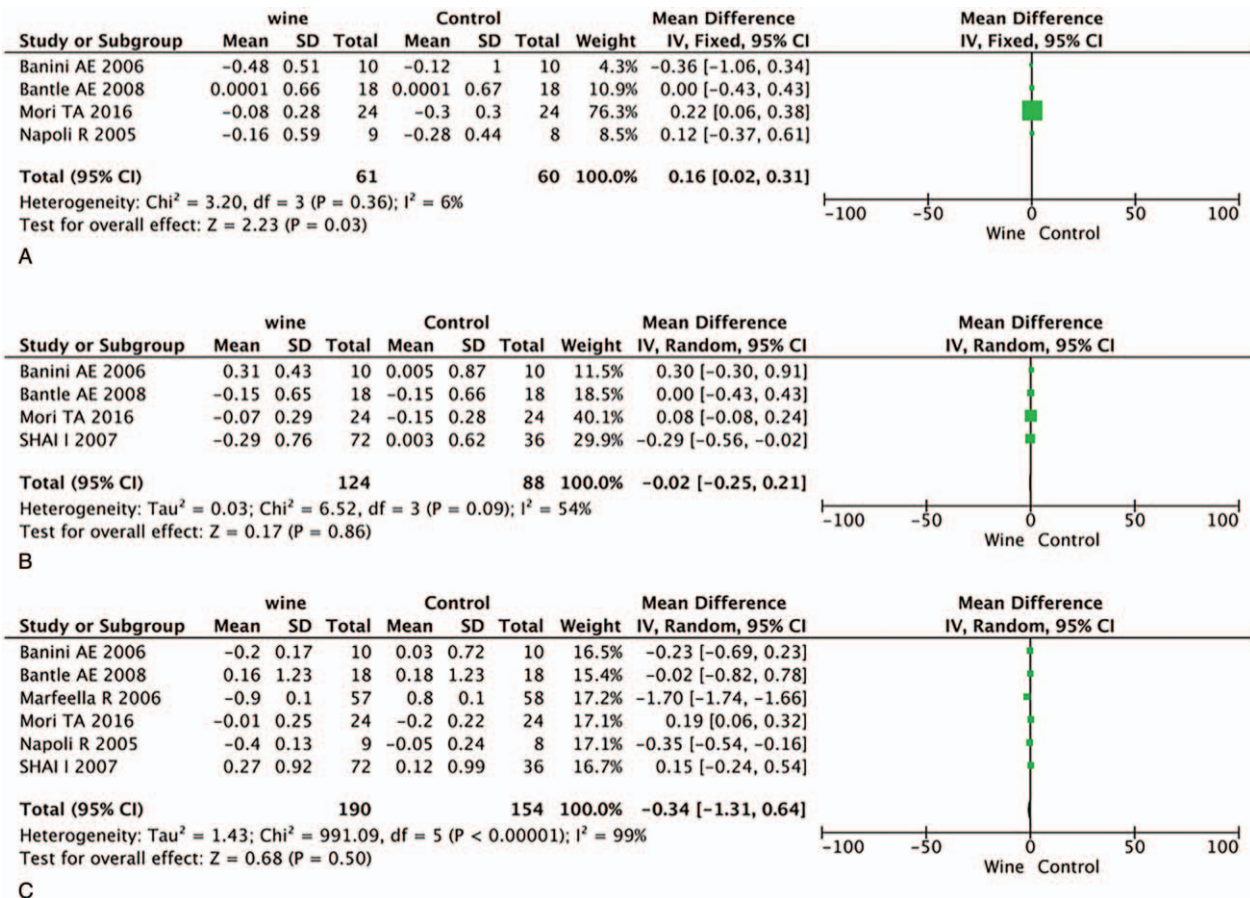 wine Control Mean Difference Mean Difference
Study or Subgroup Mean SD Total Mean SD Total Weight IV, Fixed, 95% CI IV, Fixed, 95% CI
Banini AE 2006 −0.48 0.51 10 −0.12 1 10 4.3% −0.36 [−1.06, 0.34]
Bantle AE 2008 0.0001 0.66 18 0.0001 0.67 18 10.9% 0.00 [−0.43, 0.43]
Mori TA 2016 −0.08 0.28 24 −0.3 0.3 24 76.3% 0.22 [0.06, 0.38]
Napoli R 2005 −0.16 0.59 9 −0.28 0.44 8 8.5% 0.12 [−0.37, 0.61]
Total (95% CI) 61 60 100.0% 0.16 [0.02, 0.31]
Heterogeneity: Chi² = 3.20, df = 3 (P = 0.36); I² = 6%
Test for overall effect: Z = 2.23 (P = 0.03)
−100 −50 0 50 100
Wine Control
A
wine Control Mean Difference Mean Difference
Study or Subgroup Mean SD Total Mean SD Total Weight IV, Random, 95% CI IV, Random, 95% CI
Banini AE 2006 0.31 0.43 10 0.005 0.87 10 11.5% 0.30 [−0.30, 0.91]
Bantle AE 2008 −0.15 0.65 18 −0.15 0.66 18 18.5% 0.00 [−0.43, 0.43]
Mori TA 2016 −0.07 0.29 24 −0.15 0.28 24 40.1% 0.08 [−0.08, 0.24]
SHAI I 2007 −0.29 0.76 72 0.003 0.62 36 29.9% −0.29 [−0.56, −0.02]
Total (95% CI) 124 88 100.0% −0.02 [−0.25, 0.21]
Heterogeneity: Tau² = 0.03; Chi² = 6.52, df = 3 (P = 0.09); I² = 54%
Test for overall effect: Z = 0.17 (P = 0.86)
−100 −50 0 50 100
Wine Control
B
wine Control Mean Difference Mean Difference
Study or Subgroup Mean SD Total Mean SD Total Weight IV, Random, 95% CI IV, Random, 95% CI
Banini AE 2006 −0.2 0.17 10 0.03 0.72 10 16.5% −0.23 [−0.69, 0.23]
Bantle AE 2008 0.16 1.23 18 0.18 1.23 18 15.4% −0.02 [−0.82, 0.78]
Marfeella R 2006 −0.9 0.1 57 0.8 0.1 58 17.2% −1.70 [−1.74, −1.66]
Mori TA 2016 −0.01 0.25 24 −0.2 0.22 24 17.1% 0.19 [0.06, 0.32]
Napoli R 2005 −0.4 0.13 9 −0.05 0.24 8 17.1% −0.35 [−0.54, −0.16]
SHAI I 2007 0.27 0.92 72 0.12 0.99 36 16.7% 0.15 [−0.24, 0.54]
Total (95% CI) 190 154 100.0% −0.34 [−1.31, 0.64]
Heterogeneity: Tau² = 1.43; Chi² = 991.09, df = 5 (P < 0.00001); I² = 99%
Test for overall effect: Z = 0.68 (P = 0.50)
−100 −50 0 50 100
Wine Control
C